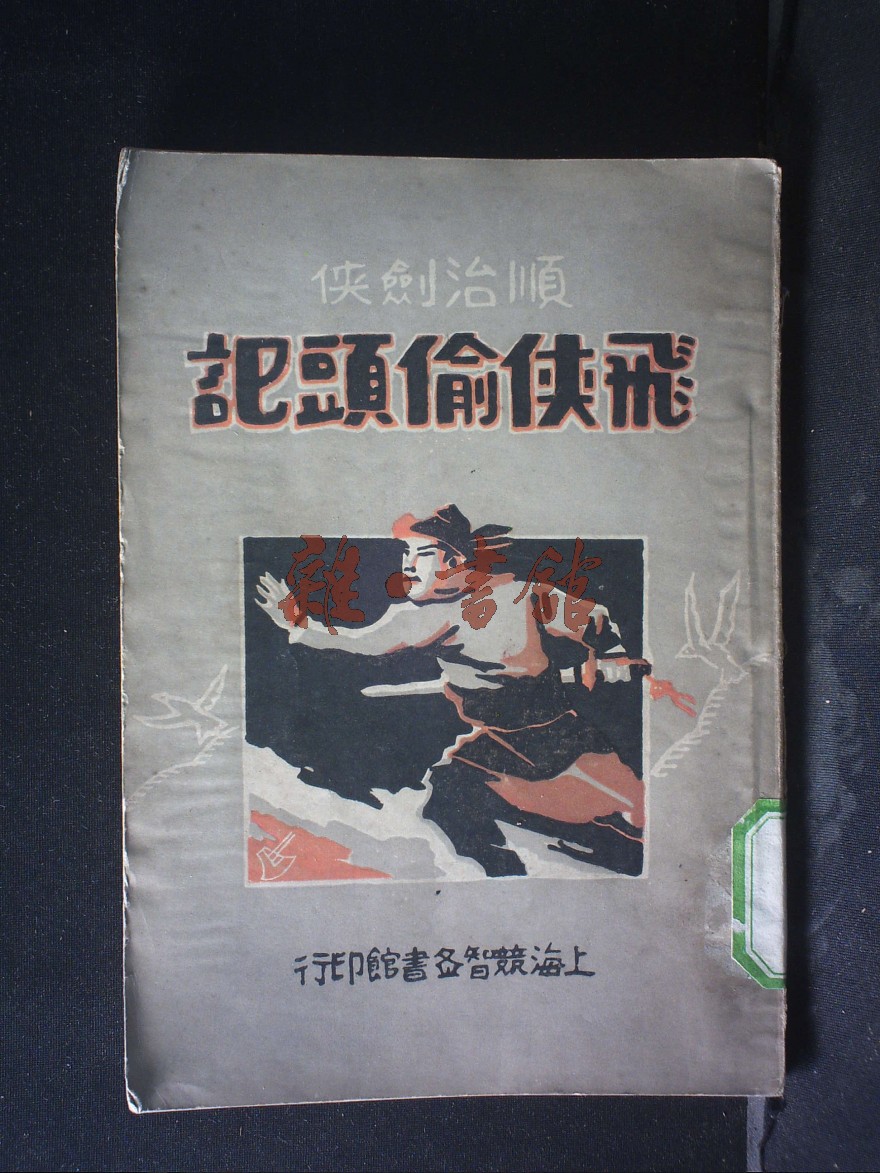 順治劍俠
飛俠偷頭記
雜·書館
上海競智圖書館印行